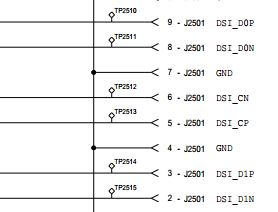 TP2510
9 - J2501 DSI_D0P
TP2511
8 - J2501 DSI_D0N
7 - J2501 GND
TP2512
6 - J2501 DSI_CN
TP2513
5 - J2501 DSI_CP
4 - J2501 GND
TP2514
3 - J2501 DSI_D1P
TP2515
2 - J2501 DSI_D1N